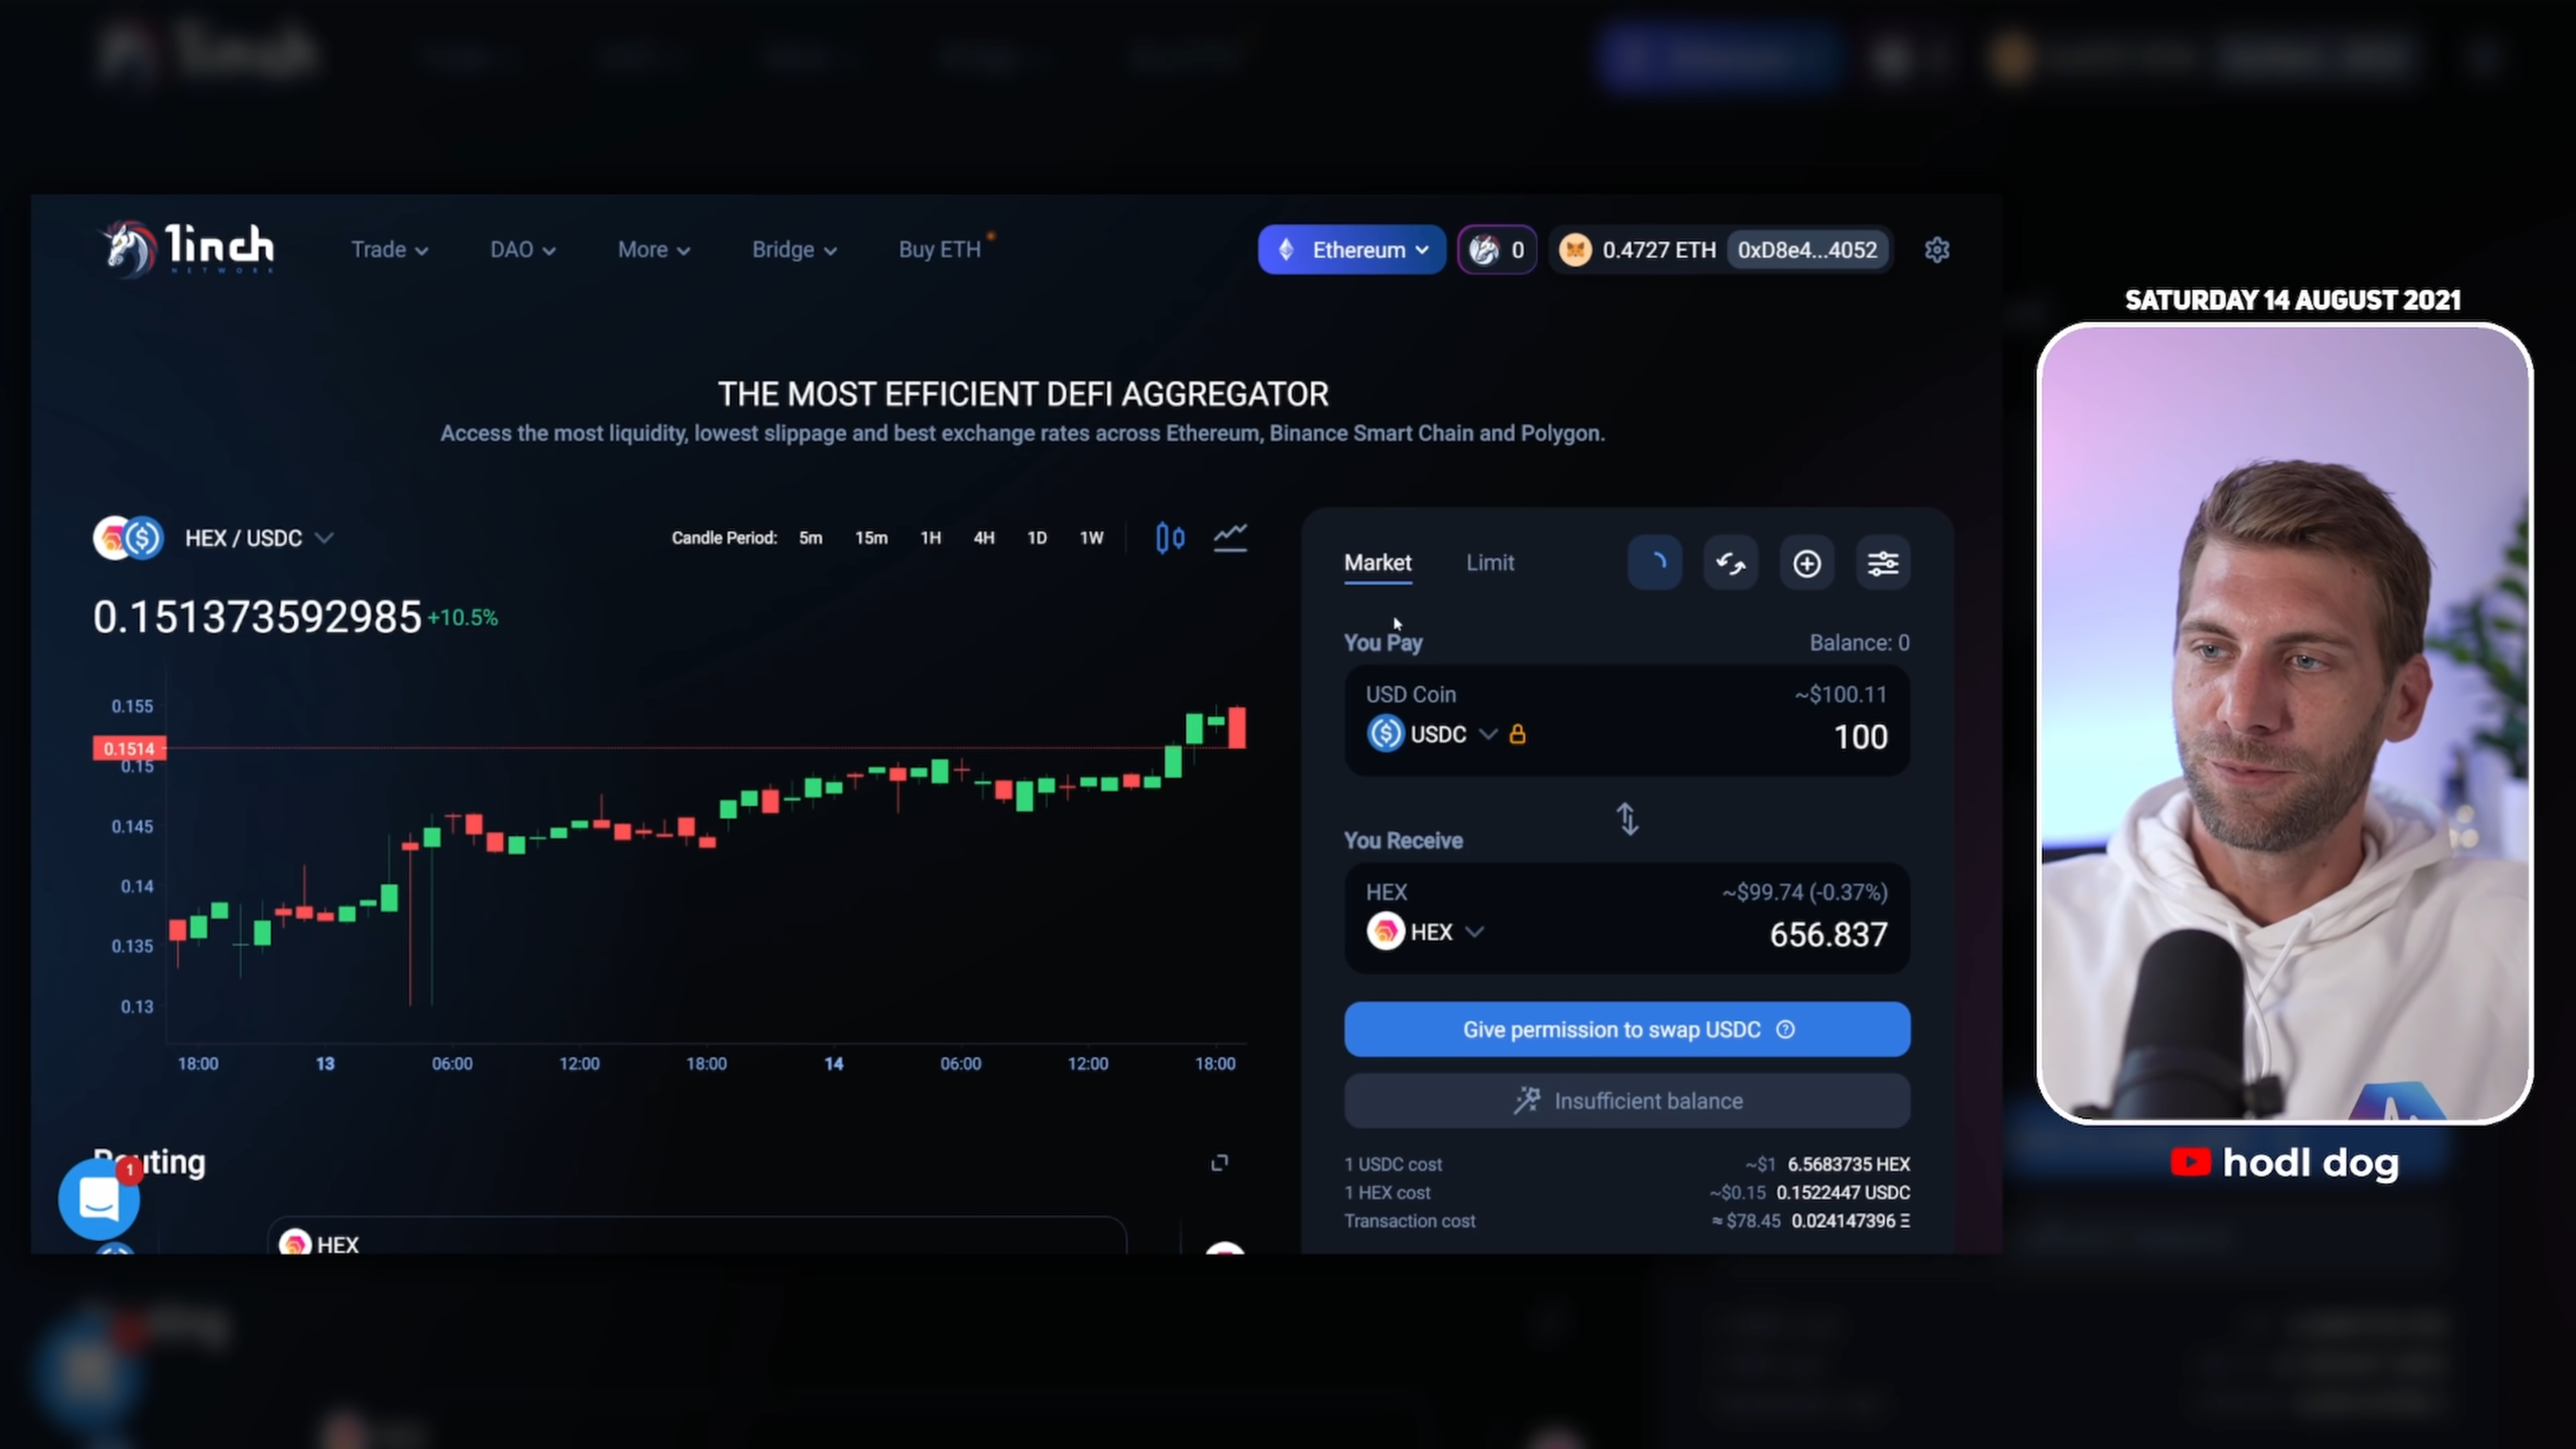 1inch
NETWORK
Trade
DAO
More
Bridge
Buy ETH
Ethereum
0
0.4727 ETH
0xD8e4...4052
SATURDAY 14 AUGUST 2021
THE MOST EFFICIENT DEFI AGGREGATOR
Access the most liquidity, lowest slippage and best exchange rates across Ethereum, Binance Smart Chain and Polygon.
HEX / USDC
Candle Period: 5m 15m 1H 4H 1D 1W
0.151373592985 +10.5%
0.155
0.1514
0.15
0.145
0.14
0.135
0.13
18:00 13 06:00 12:00 18:00 14 06:00 12:00 18:00
Market Limit
You Pay Balance: 0
USD Coin ~$100.11
USDC 100
You Receive
HEX ~$99.74 (-0.37%)
HEX 656.837
Give permission to swap USDC
Insufficient balance
1 USDC cost ~$1 6.5683735 HEX
1 HEX cost ~$0.15 0.1522447 USDC
Transaction cost ≈ $78.45 0.024147396 Ξ
Routing
1
HEX
hodl dog